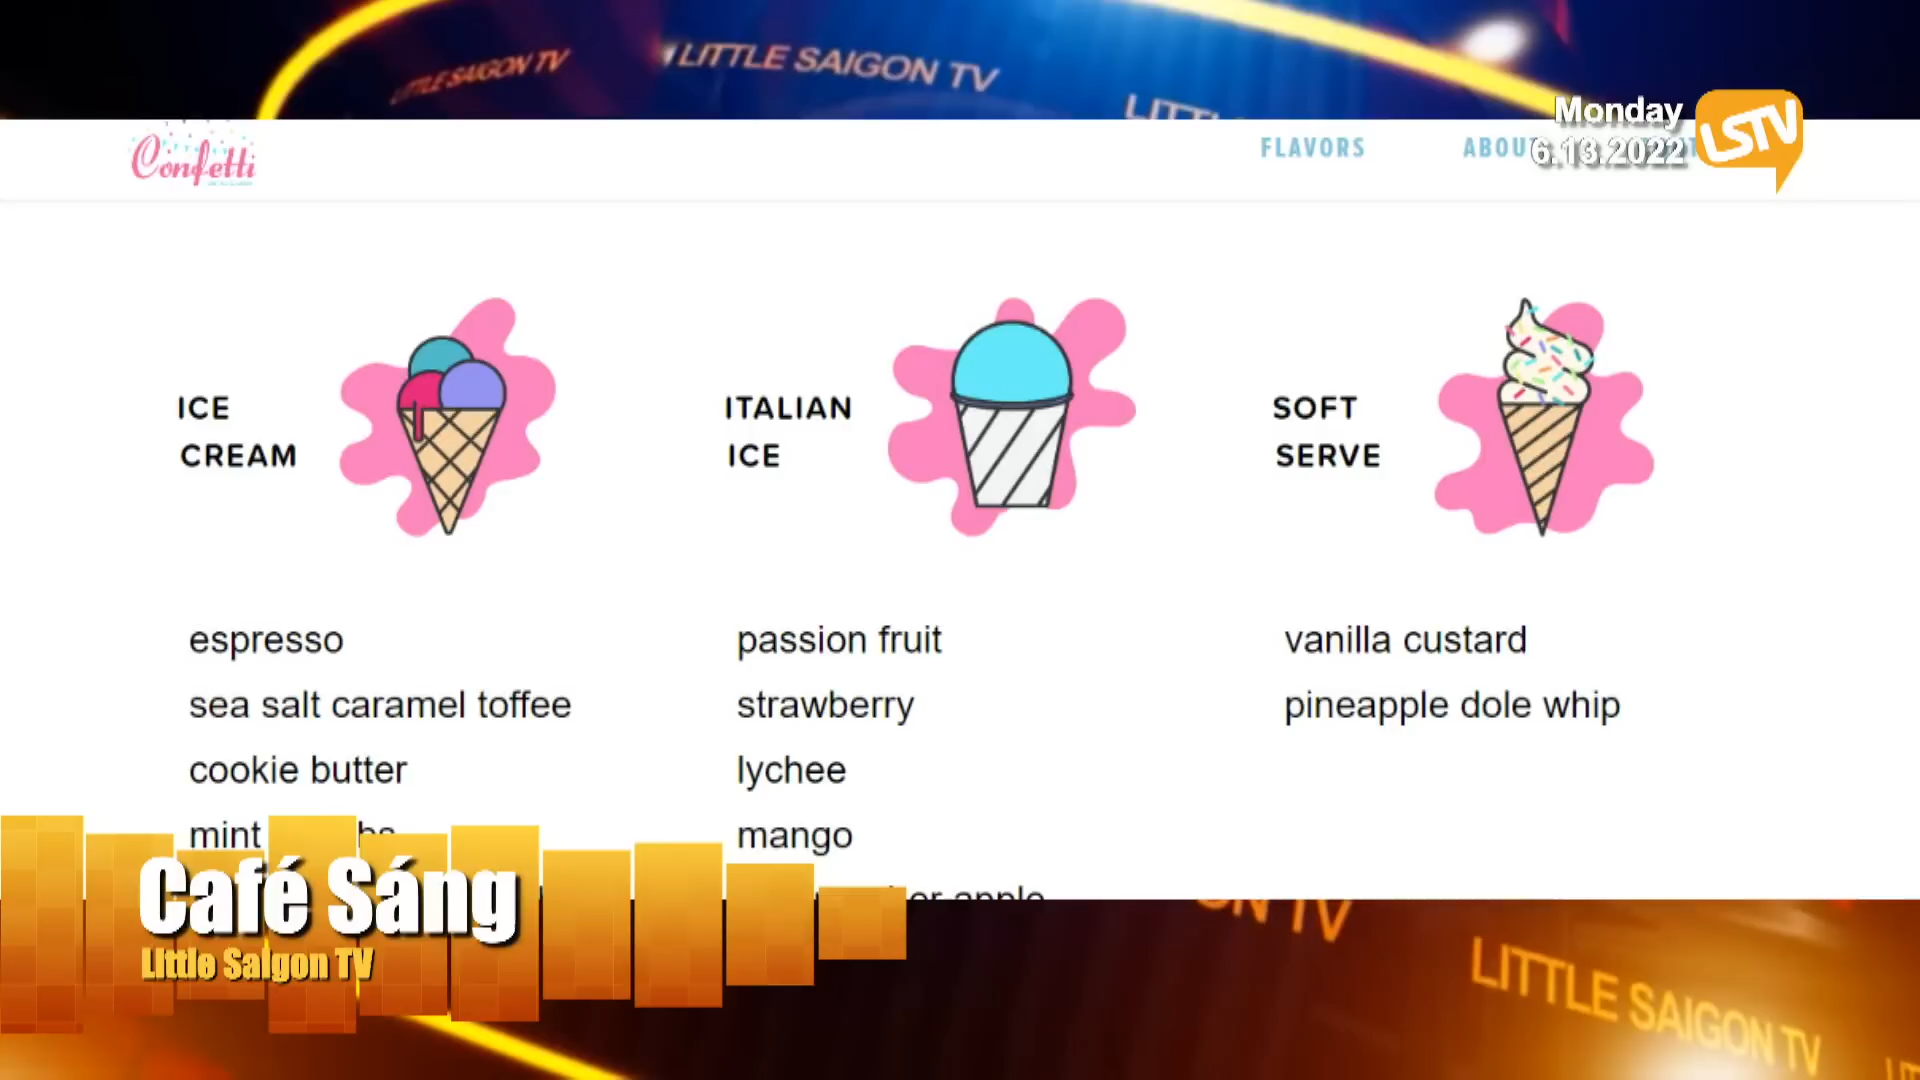 LITTLE SAIGON TV
LITTLE SAIGON TV
Monday
6.13.2022
LSTV
Confetti
FLAVORS
ICE
CREAM
ITALIAN
ICE
SOFT
SERVE
espresso
sea salt caramel toffee
cookie butter
mint
passion fruit
strawberry
lychee
mango
apple
vanilla custard
pineapple dole whip
Café Sáng
Little Saigon TV
TV
LITTLE SAIGON TV